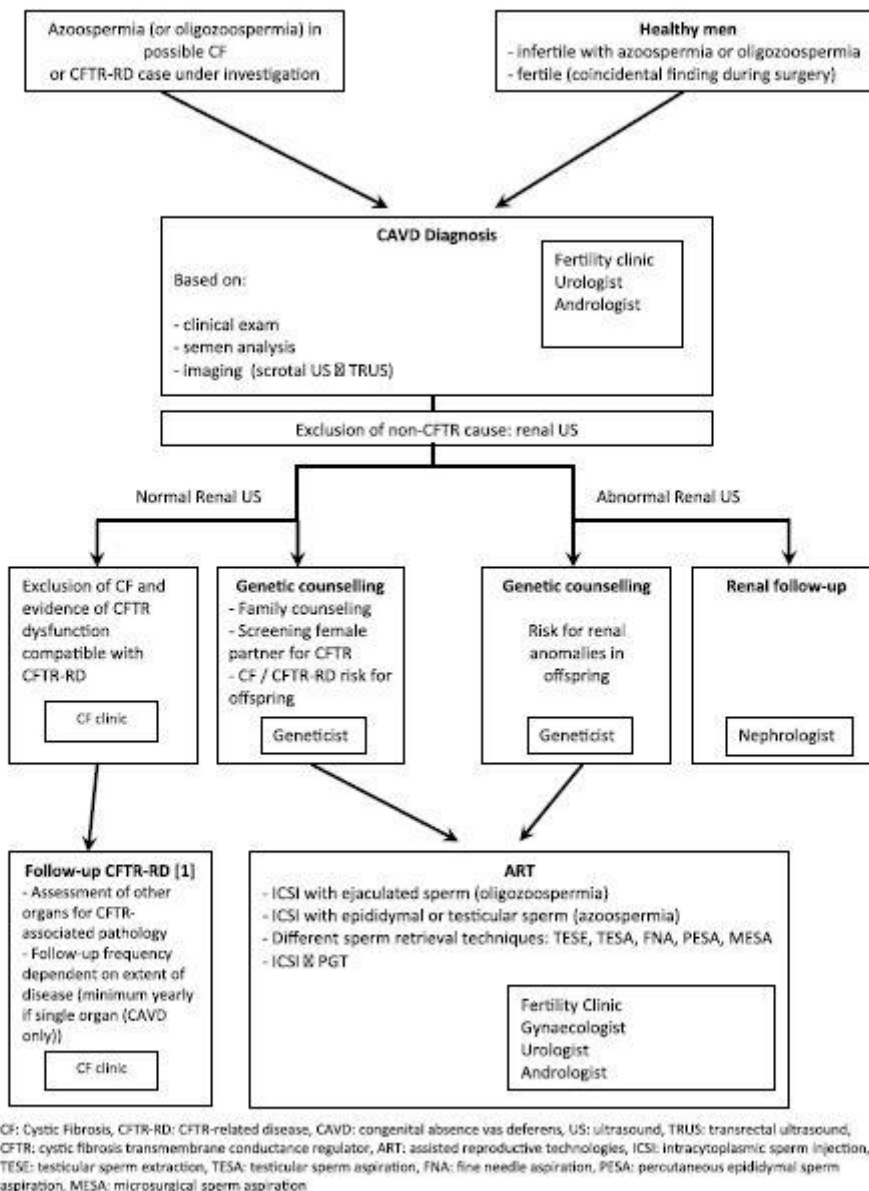 Azoospermia (or oligozoospermia) in
possible CF
or CFTR-RD case under investigation
Healthy men
- infertile with azoospermia or oligozoospermia
- fertile (coincidental finding during surgery)
CAVD Diagnosis
Based on:
- clinical exam
- semen analysis
- imaging (scrotal US ⍰ TRUS)
Fertility clinic
Urologist
Andrologist
Exclusion of non-CFTR cause: renal US
Normal Renal US
Abnormal Renal US
Exclusion of CF and
evidence of CFTR
dysfunction
compatible with
CFTR-RD
CF clinic
Genetic counselling
- Family counseling
- Screening female
partner for CFTR
- CF / CFTR-RD risk for
offspring
Geneticist
Genetic counselling
Risk for renal
anomalies in
offspring
Geneticist
Renal follow-up
Nephrologist
Follow-up CFTR-RD [1]
- Assessment of other
organs for CFTR-
associated pathology
- Follow-up frequency
dependent on extent of
disease (minimum yearly
if single organ (CAVD
only))
CF clinic
ART
- ICSI with ejaculated sperm (oligozoospermia)
- ICSI with epididymal or testicular sperm (azoospermia)
- Different sperm retrieval techniques: TESE, TESA, FNA, PESA, MESA
- ICSI ⍰ PGT
Fertility Clinic
Gynaecologist
Urologist
Andrologist
CF: Cystic Fibrosis, CFTR-RD: CFTR-related disease, CAVD: congenital absence vas deferens, US: ultrasound, TRUS: transrectal ultrasound,
CFTR: cystic fibrosis transmembrane conductance regulator, ART: assisted reproductive technologies, ICSI: intracytoplasmic sperm injection,
TESE: testicular sperm extraction, TESA: testicular sperm aspiration, FNA: fine needle aspiration, PESA: percutaneous epididymal sperm
aspiration, MESA: microsurgical sperm aspiration